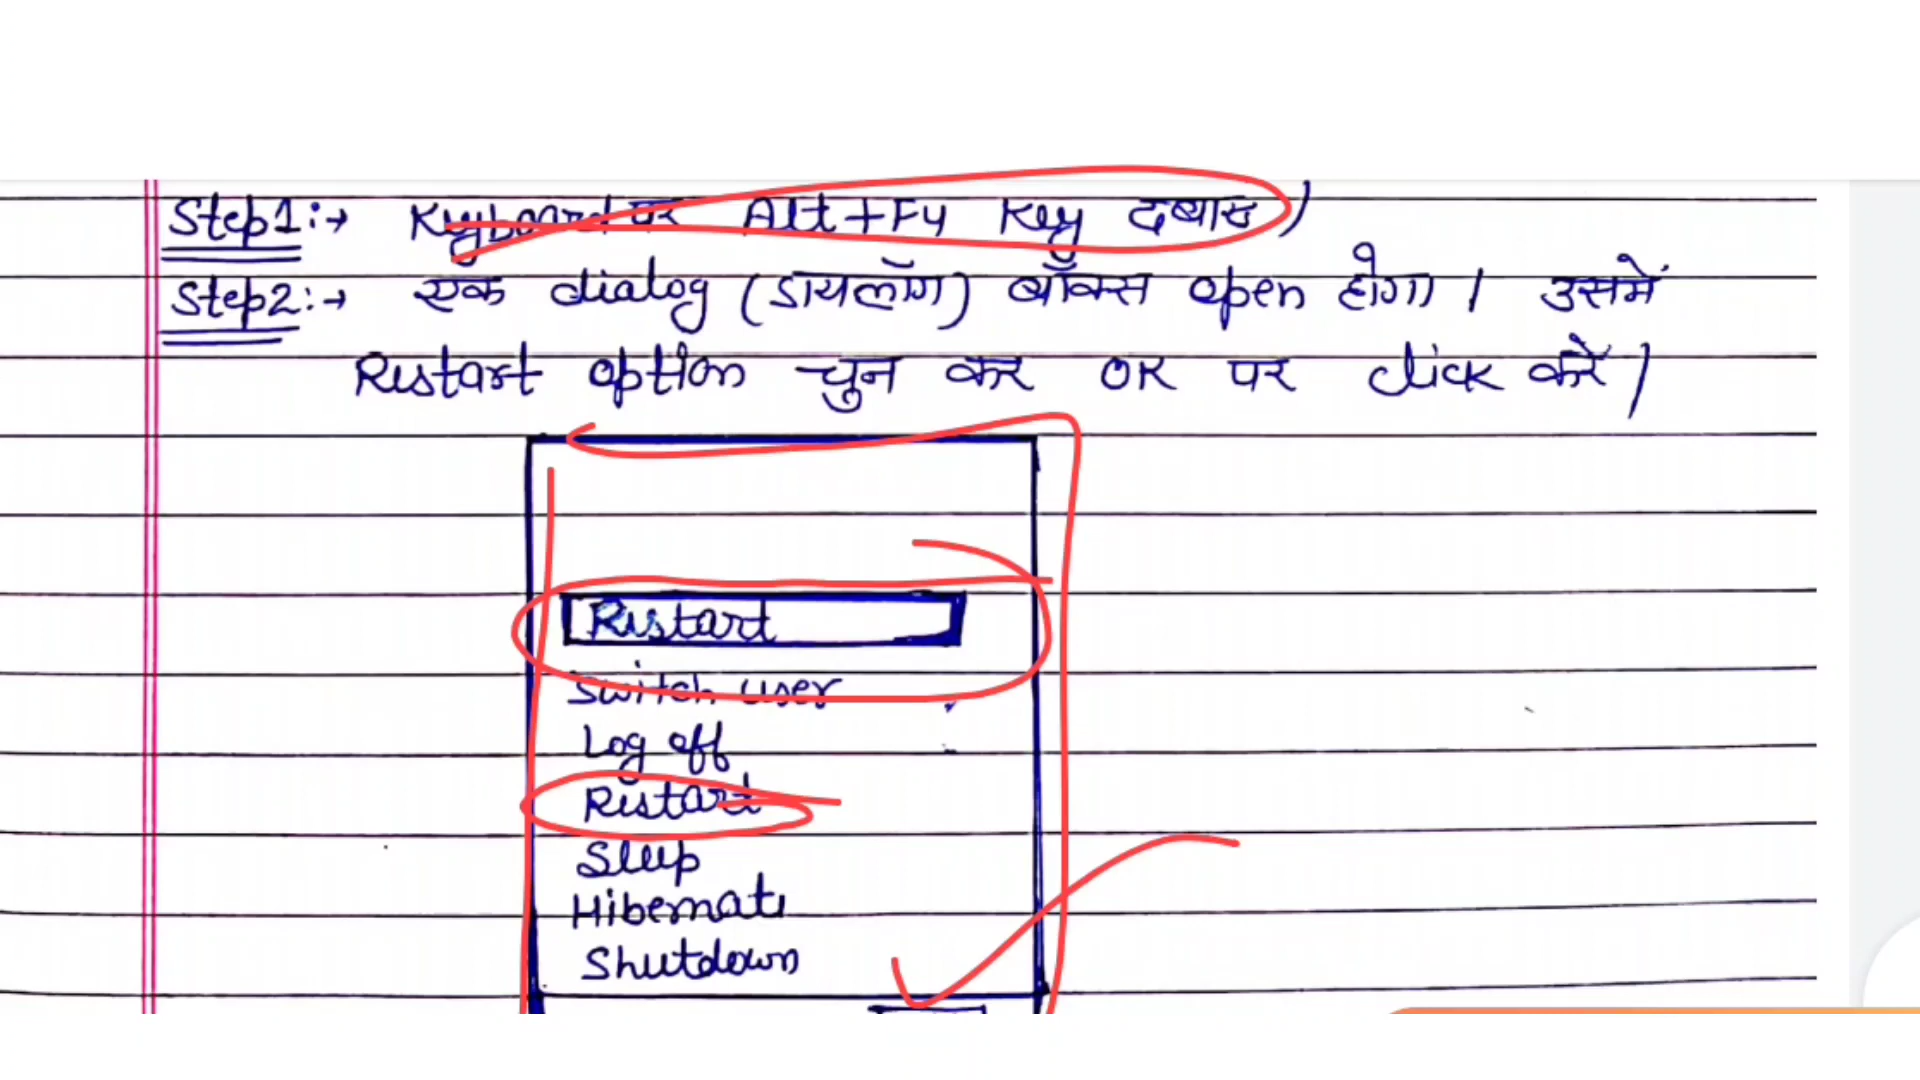 Step1:→ Keyboard पर Alt+F4 Key दबाए।
Step2:→ एक dialog (डायलॉग) बॉक्स open होगा। उसमें
Restart option चुन कर OK पर click करें।
Restart
Switch user
Log off
Restart
Sleep
Hibernate
Shutdown